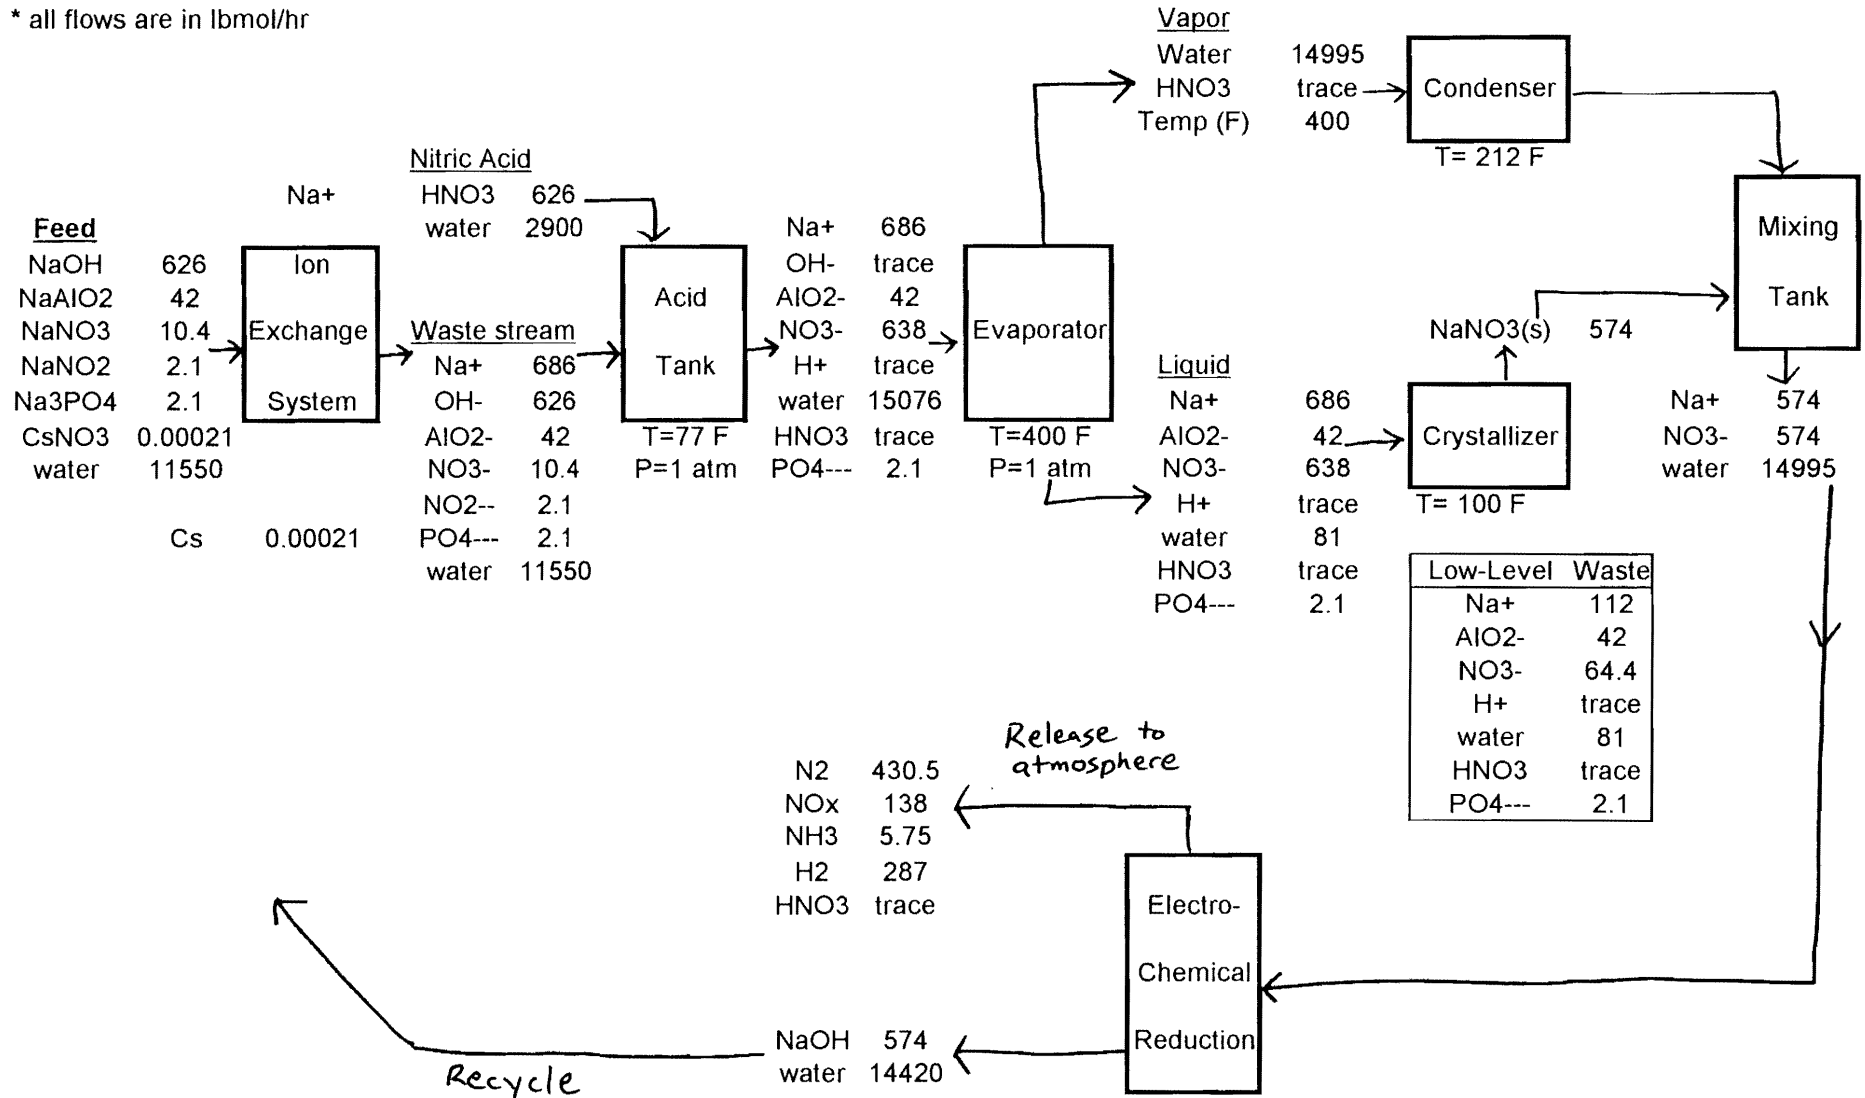 * all flows are in lbmol/hr
Vapor
Water 14995
HNO3 trace
Temp (F) 400
Condenser
T= 212 F
Nitric Acid
HNO3 626
water 2900
Na+
Feed
NaOH 626
NaAlO2 42
NaNO3 10.4
NaNO2 2.1
Na3PO4 2.1
CsNO3 0.00021
water 11550
Cs 0.00021
Ion
Exchange
System
Waste stream
Na+ 686
OH- 626
AlO2- 42
NO3- 10.4
NO2-- 2.1
PO4--- 2.1
water 11550
Acid
Tank
T=77 F
P=1 atm
Na+ 686
OH- trace
AlO2- 42
NO3- 638
H+ trace
water 15076
HNO3 trace
PO4--- 2.1
Evaporator
T=400 F
P=1 atm
Liquid
Na+ 686
AlO2- 42
NO3- 638
H+ trace
water 81
HNO3 trace
PO4--- 2.1
NaNO3(s) 574
Crystallizer
T= 100 F
Mixing
Tank
Na+ 574
NO3- 574
water 14995
Low-Level Waste
Na+ 112
AlO2- 42
NO3- 64.4
H+ trace
water 81
HNO3 trace
PO4--- 2.1
Release to
atmosphere
N2 430.5
NOx 138
NH3 5.75
H2 287
HNO3 trace
Electro-
Chemical
Reduction
NaOH 574
water 14420
Recycle